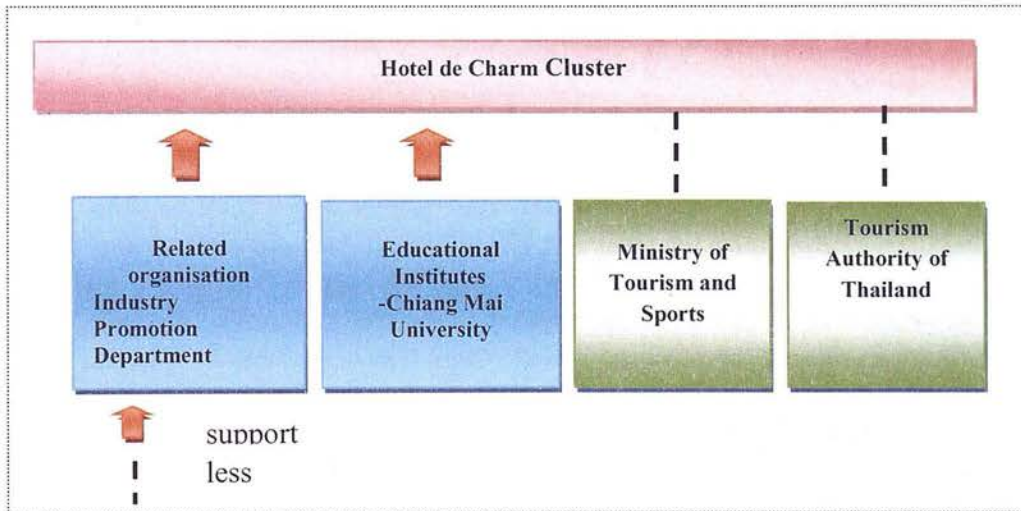 Hotel de Charm Cluster
Related
organisation
Industry
Promotion
Department
Educational
Institutes
-Chiang Mai
University
Ministry of
Tourism and
Sports
Tourism
Authority of
Thailand
support
less